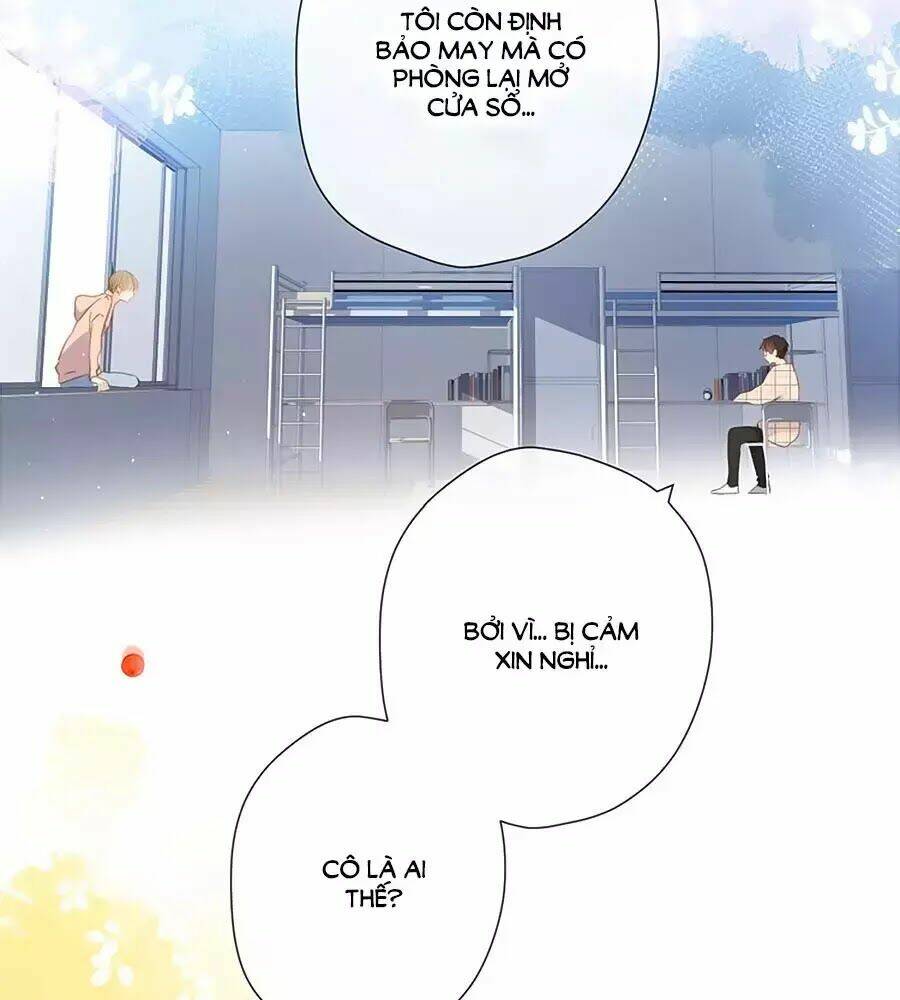 TÔI CÒN ĐỊNH
BẢO MAY MÀ CÓ
PHÒNG LẠI MỞ
CỬA SỔ...
BỞI VÌ... BỊ CẢM
XIN NGHỈ...
CÔ LÀ AI
THẾ?